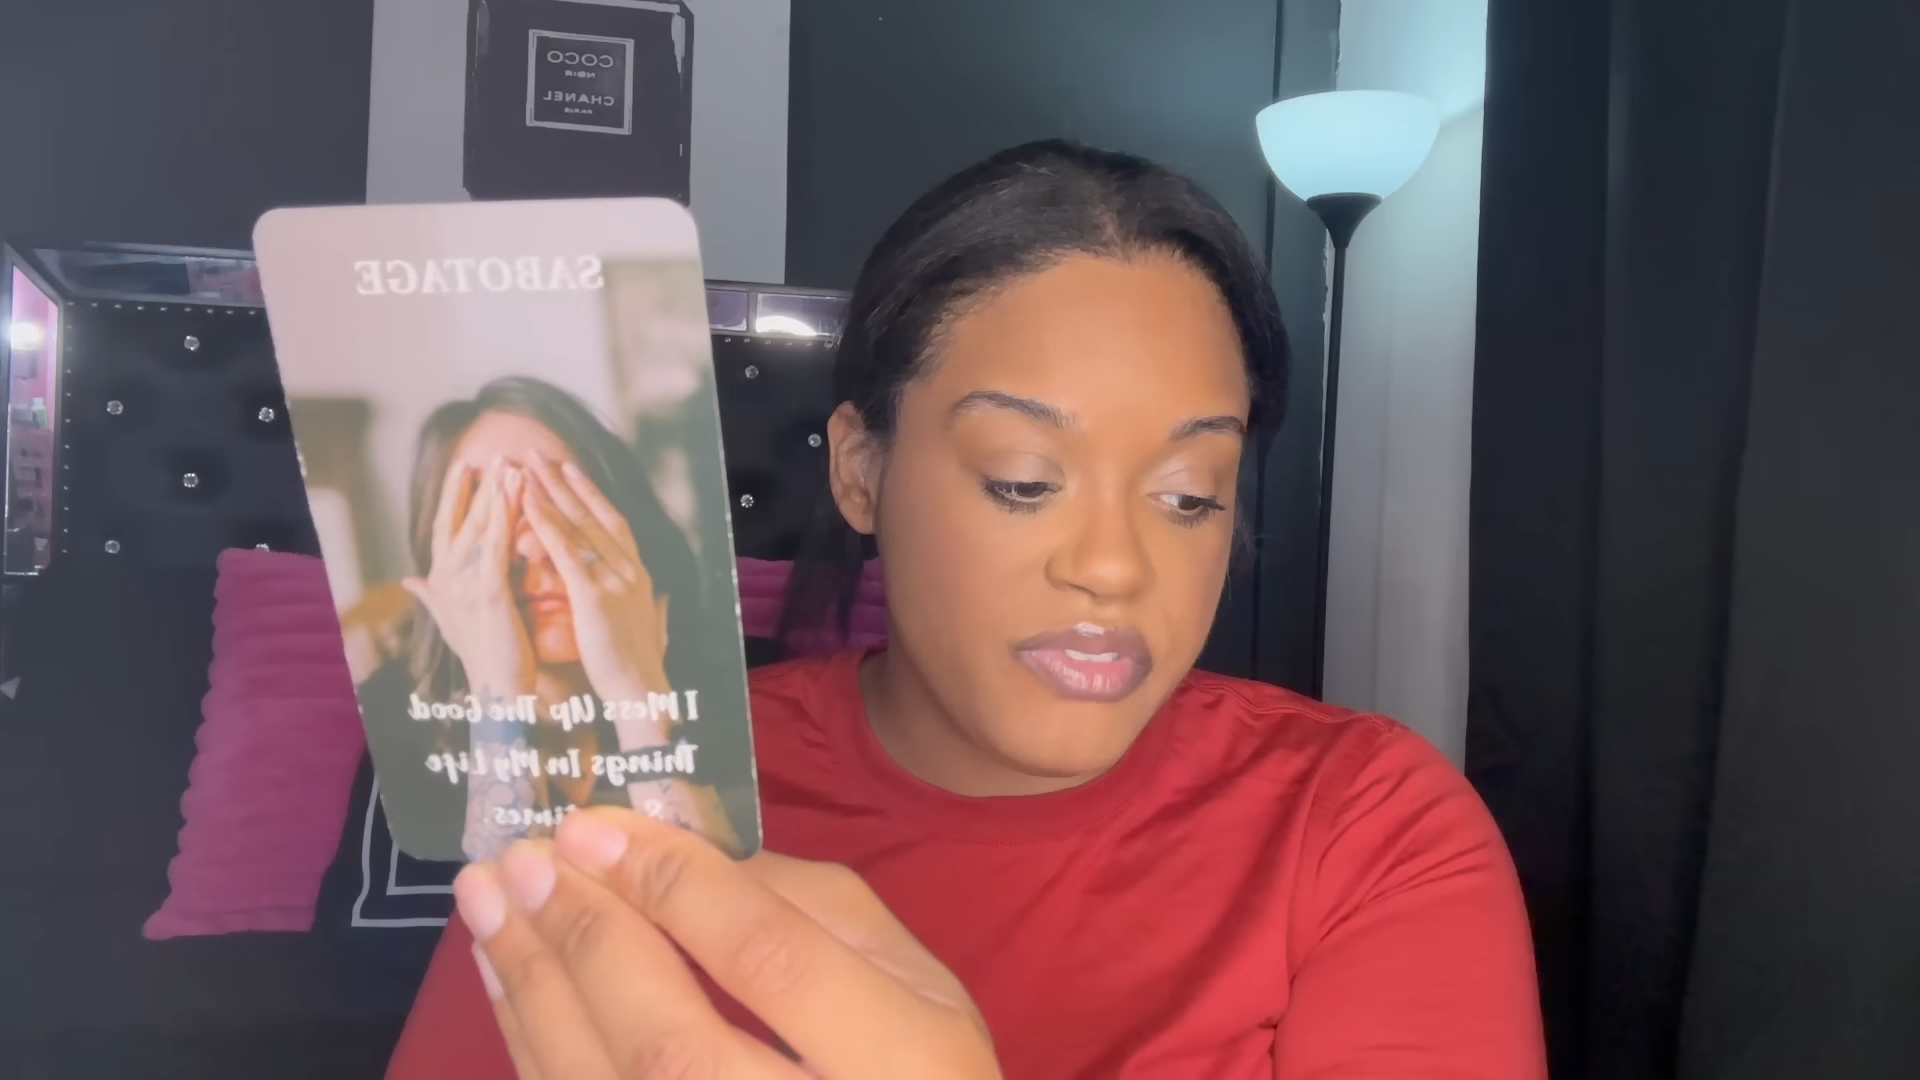 COCO
NOIR
CHANEL
PARIS
SABOTAGE
I Mess Up The Good
Things In My Life